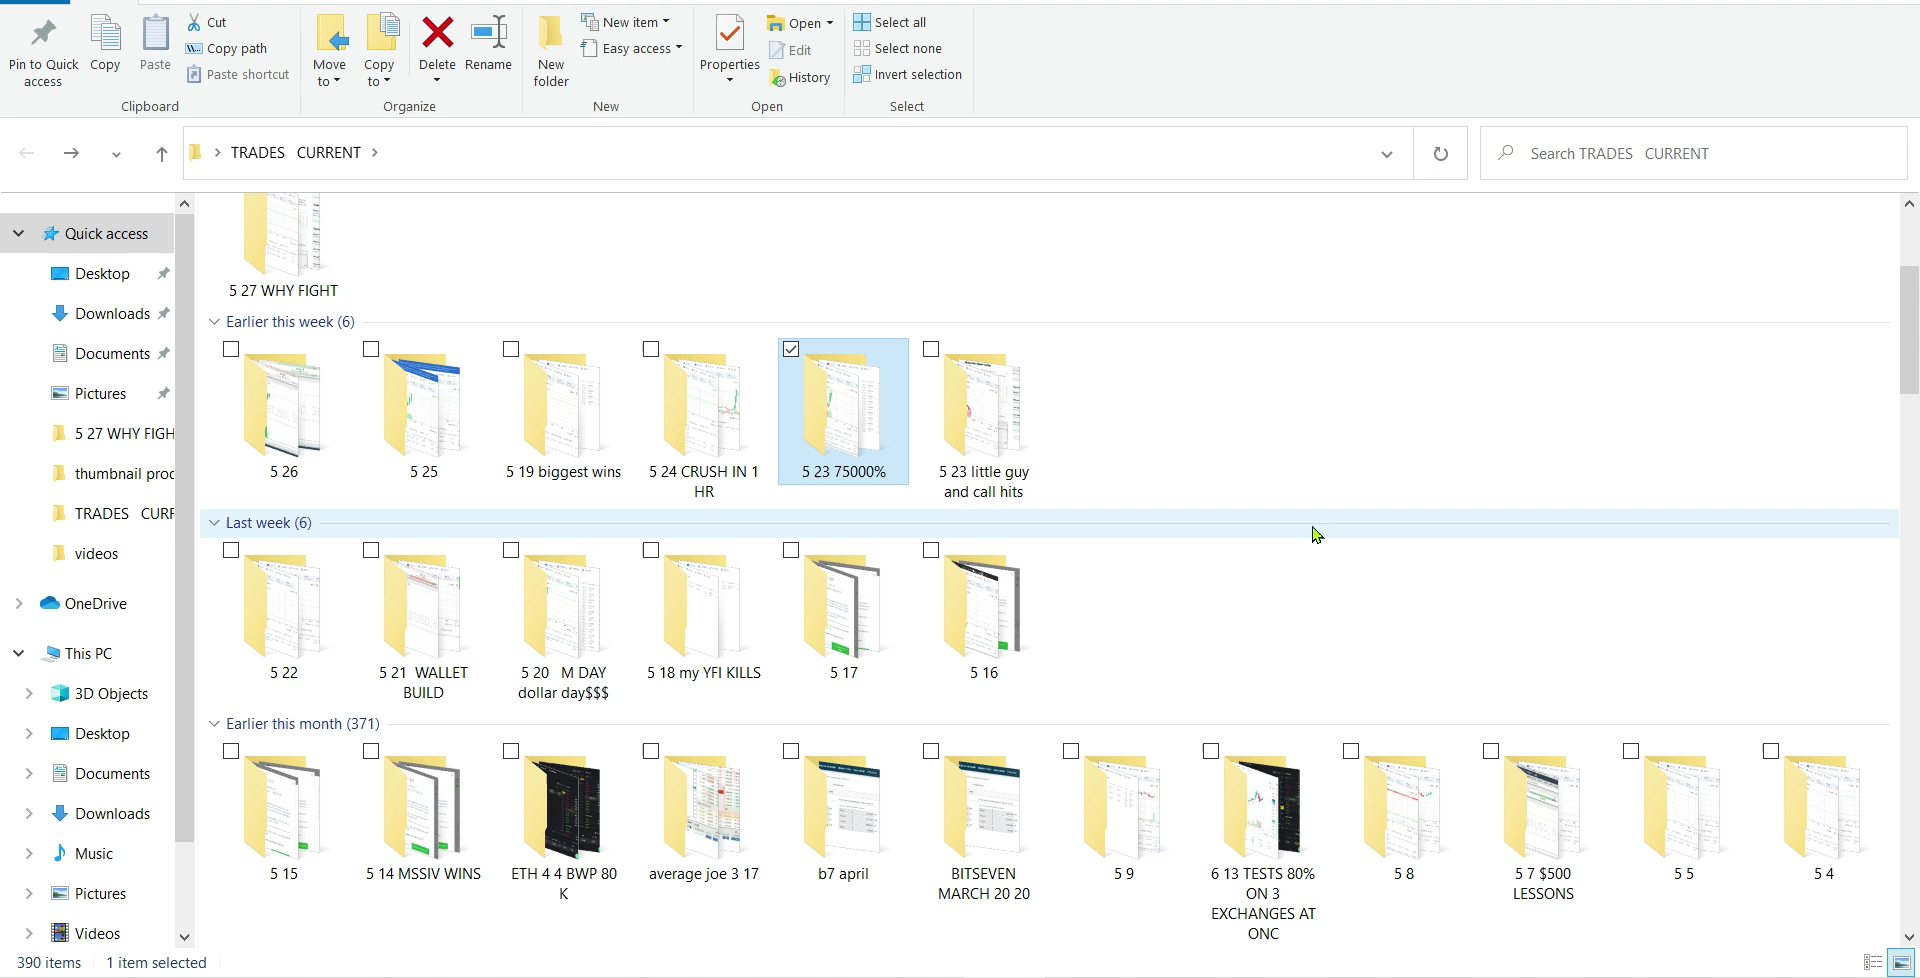 Pin to Quick access
Copy
Paste
Cut
Copy path
Paste shortcut
Clipboard
Move to
Copy to
Delete
Rename
Organize
New folder
New item
Easy access
New
Properties
Open
Edit
History
Open
Select all
Select none
Invert selection
Select
TRADES CURRENT
Search TRADES CURRENT
Quick access
Desktop
Downloads
Documents
Pictures
5 27 WHY FIGH
thumbnail proc
TRADES CURF
videos
OneDrive
This PC
3D Objects
Desktop
Documents
Downloads
Music
Pictures
Videos
5 27 WHY FIGHT
Earlier this week (6)
5 26
5 25
5 19 biggest wins
5 24 CRUSH IN 1
HR
5 23 75000%
5 23 little guy
and call hits
Last week (6)
5 22
5 21 WALLET
BUILD
5 20 M DAY
dollar day$$$
5 18 my YFI KILLS
5 17
5 16
Earlier this month (371)
5 15
5 14 MSSIV WINS
ETH 4 4 BWP 80
K
average joe 3 17
b7 april
BITSEVEN
MARCH 20 20
5 9
6 13 TESTS 80%
ON 3
EXCHANGES AT
ONC
5 8
5 7 $500
LESSONS
5 5
5 4
390 items
1 item selected